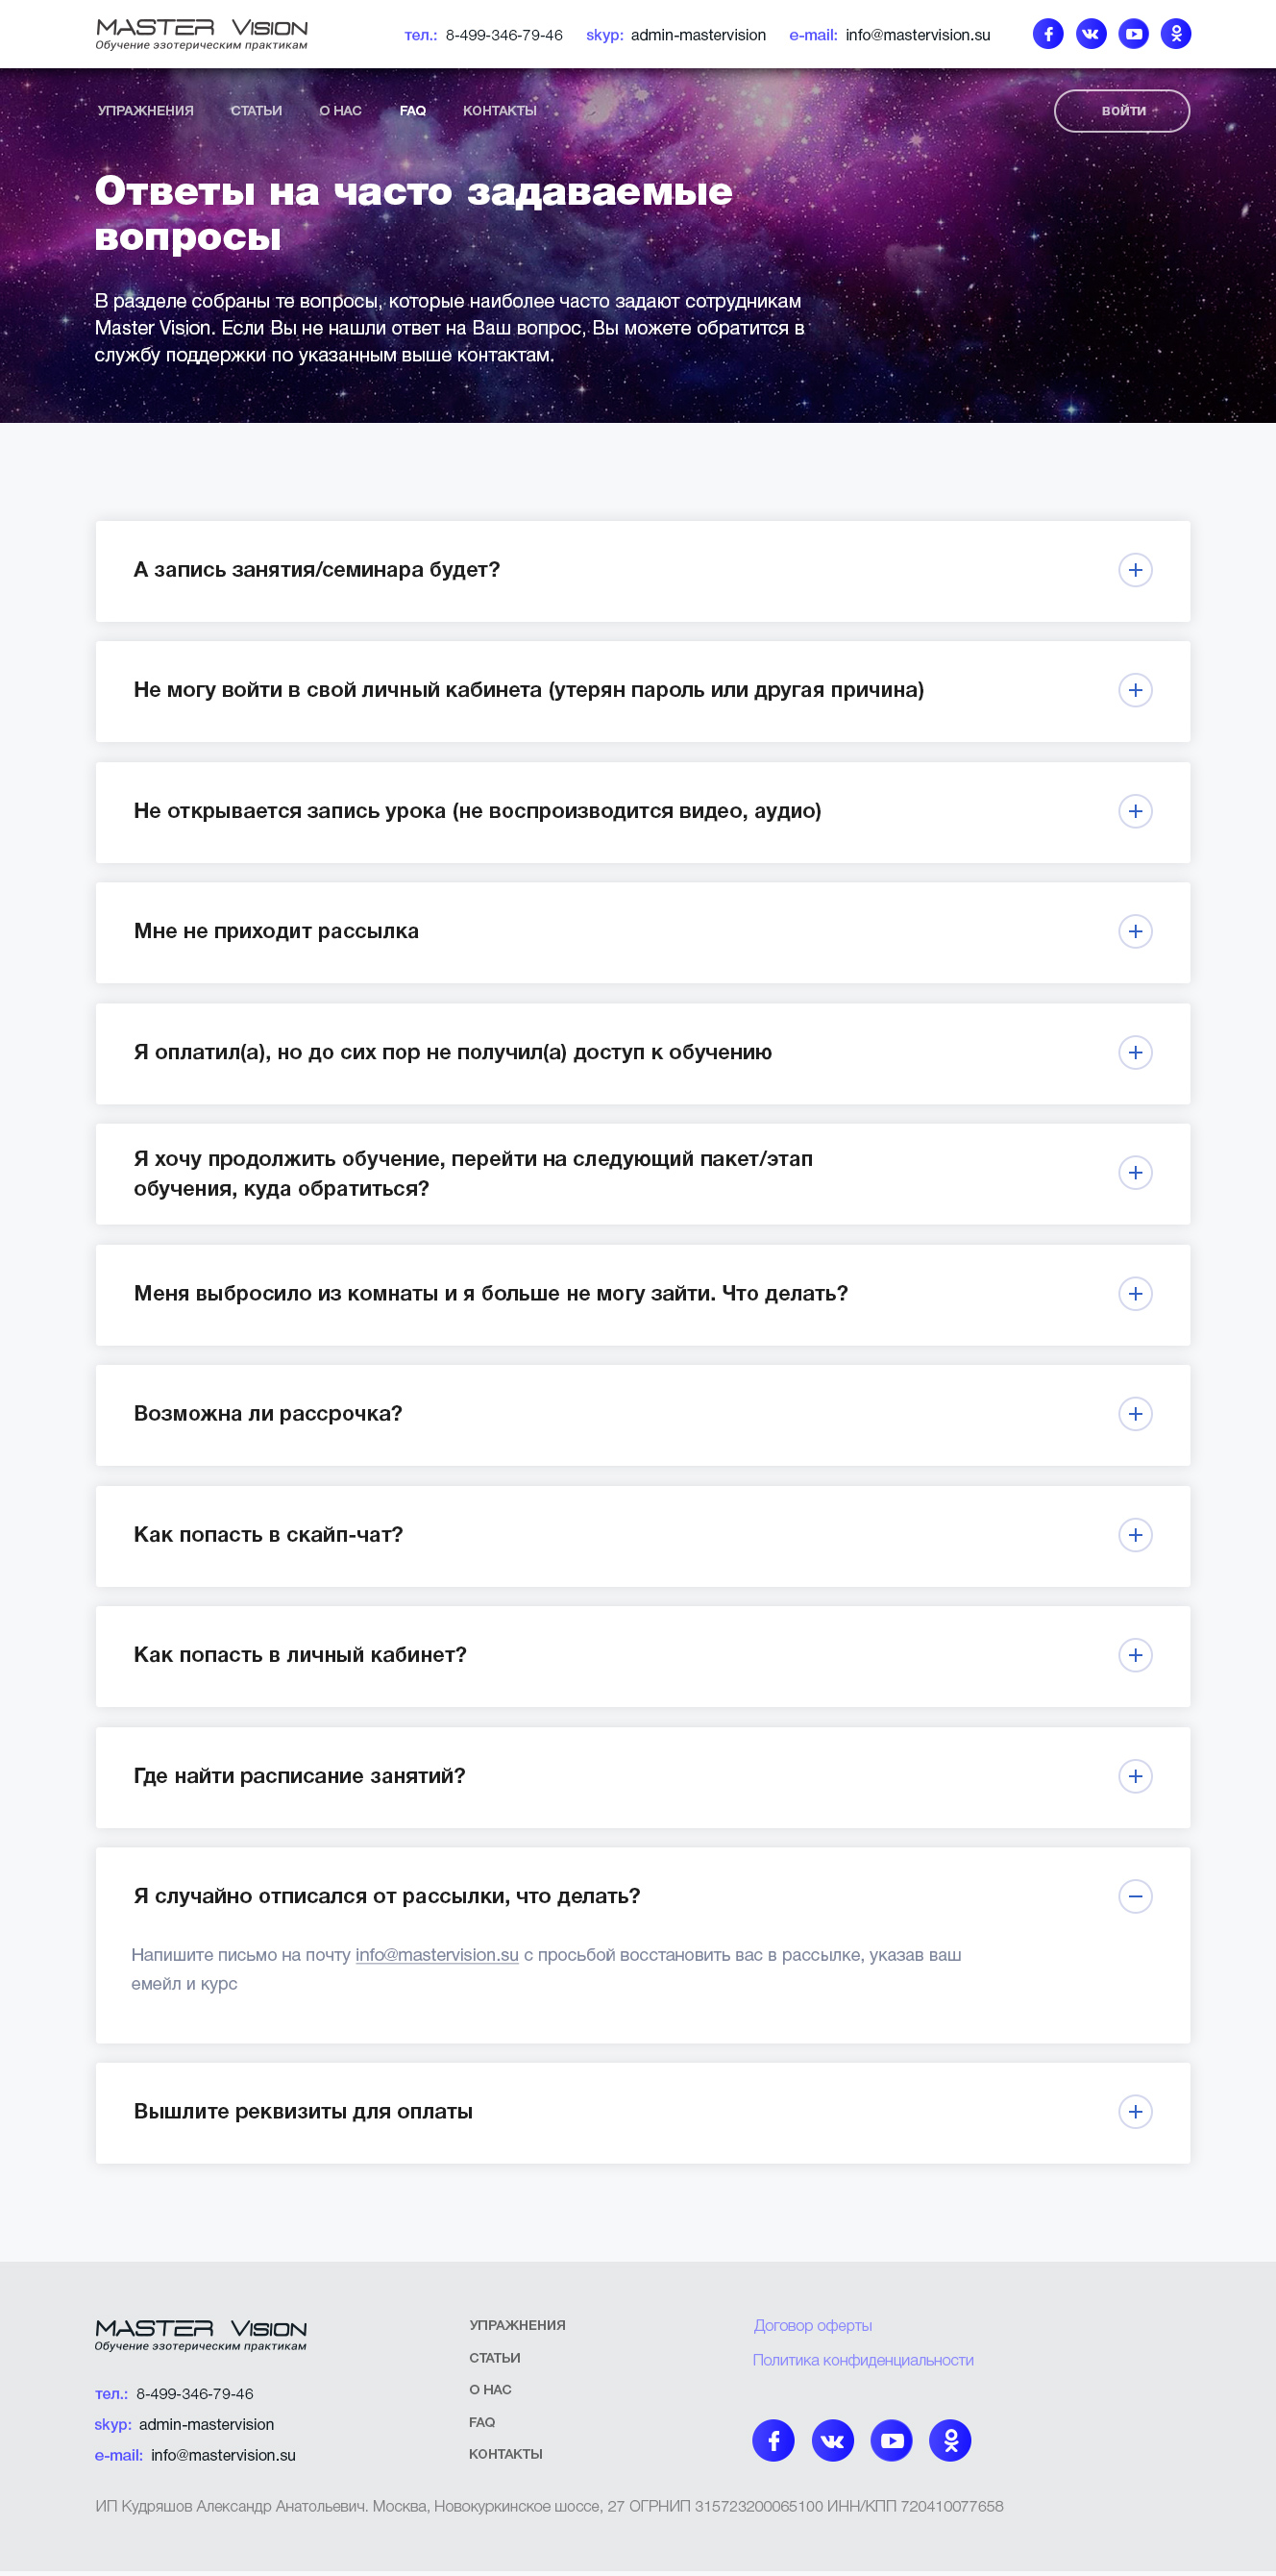 MASTER VISION
Обучение эзотерическим практикам
тел.: 8-499-346-79-46 skyp: admin-mastervision e-mail: info@mastervision.su
УПРАЖНЕНИЯ СТАТЬИ О НАС FAQ КОНТАКТЫ ВОЙТИ
Ответы на часто задаваемые
вопросы
В разделе собраны те вопросы, которые наиболее часто задают сотрудникам
Master Vision. Если Вы не нашли ответ на Ваш вопрос, Вы можете обратится в
службу поддержки по указанным выше контактам.
А запись занятия/семинара будет?
Не могу войти в свой личный кабинета (утерян пароль или другая причина)
Не открывается запись урока (не воспроизводится видео, аудио)
Мне не приходит рассылка
Я оплатил(а), но до сих пор не получил(а) доступ к обучению
Я хочу продолжить обучение, перейти на следующий пакет/этап
обучения, куда обратиться?
Меня выбросило из комнаты и я больше не могу зайти. Что делать?
Возможна ли рассрочка?
Как попасть в скайп-чат?
Как попасть в личный кабинет?
Где найти расписание занятий?
Я случайно отписался от рассылки, что делать?
Напишите письмо на почту info@mastervision.su с просьбой восстановить вас в рассылке, указав ваш
емейл и курс
Вышлите реквизиты для оплаты
MASTER VISION
Обучение эзотерическим практикам
тел.: 8-499-346-79-46
skyp: admin-mastervision
e-mail: info@mastervision.su
УПРАЖНЕНИЯ
СТАТЬИ
О НАС
FAQ
КОНТАКТЫ
Договор оферты
Политика конфиденциальности
ИП Кудряшов Александр Анатольевич. Москва, Новокуркинское шоссе, 27 ОГРНИП 315723200065100 ИНН/КПП 720410077658